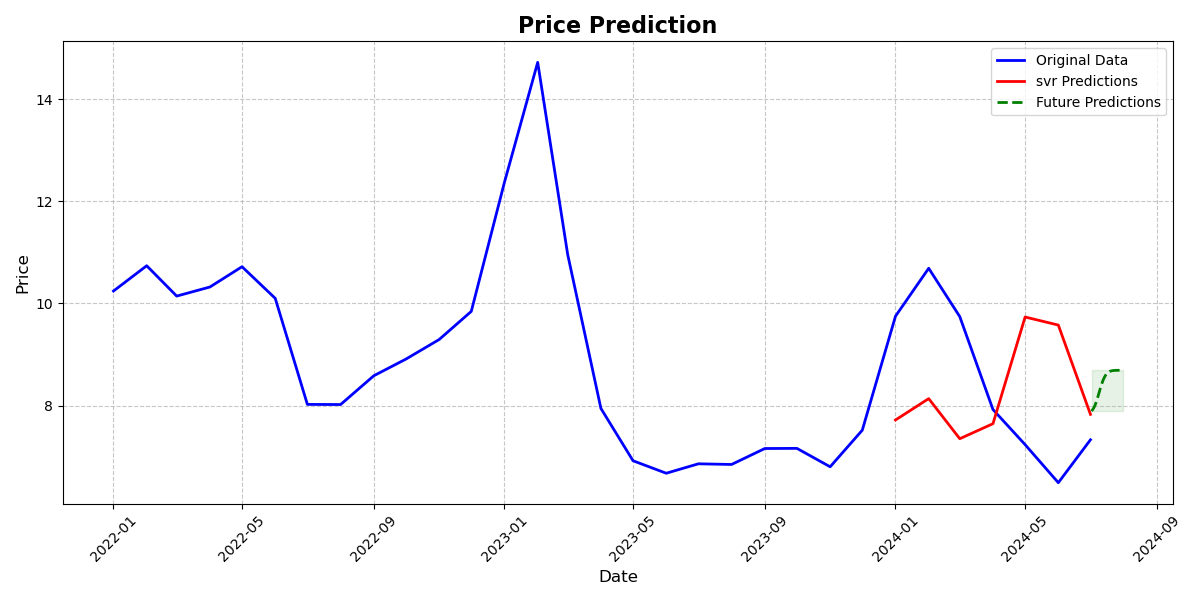 Price Prediction
Original Data
svr Predictions
Future Predictions
Price
14
12
10
8
2022-01
2022-05
2022-09
2023-01
2023-05
2023-09
2024-01
2024-05
2024-09
Date